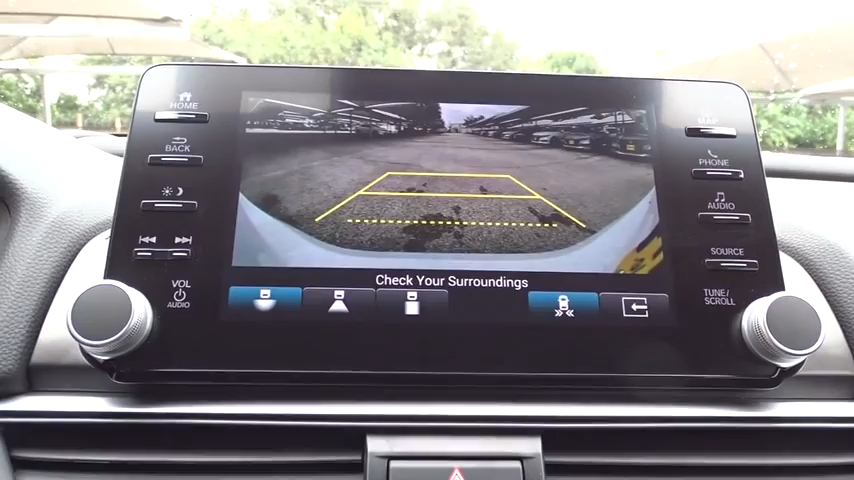 HOME
BACK
VOL
AUDIO
Check Your Surroundings
MAP
PHONE
AUDIO
SOURCE
TUNE/
SCROLL